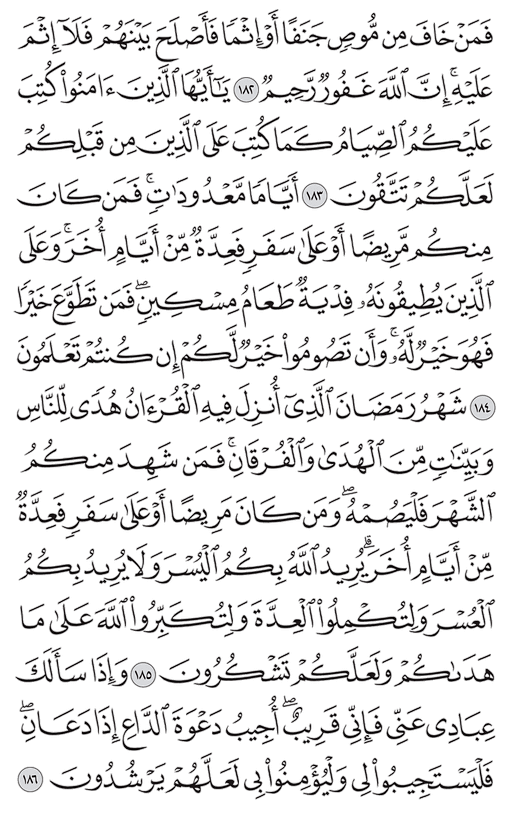 فَمَنْ خَافَ مِن مُّوصٍ جَنَفًا أَوْ إِثْمًا فَأَصْلَحَ بَيْنَهُمْ فَلَآ إِثْمَ
عَلَيْهِ ۚ إِنَّ ٱللَّهَ غَفُورٌ رَّحِيمٌ ١٨٢ يَـٰٓأَيُّهَا ٱلَّذِينَ ءَامَنُوا۟ كُتِبَ
عَلَيْكُمُ ٱلصِّيَامُ كَمَا كُتِبَ عَلَى ٱلَّذِينَ مِن قَبْلِكُمْ
لَعَلَّكُمْ تَتَّقُونَ ١٨٣ أَيَّامًا مَّعْدُودَٰتٍ ۚ فَمَن كَانَ
مِنكُم مَّرِيضًا أَوْ عَلَىٰ سَفَرٍ فَعِدَّةٌ مِّنْ أَيَّامٍ أُخَرَ ۚ وَعَلَى
ٱلَّذِينَ يُطِيقُونَهُۥ فِدْيَةٌ طَعَامُ مِسْكِينٍ ۖ فَمَن تَطَوَّعَ خَيْرًا
فَهُوَ خَيْرٌ لَّهُۥ ۚ وَأَن تَصُومُوا۟ خَيْرٌ لَّكُمْ إِن كُنتُمْ تَعْلَمُونَ
١٨٤ شَهْرُ رَمَضَانَ ٱلَّذِىٓ أُنزِلَ فِيهِ ٱلْقُرْءَانُ هُدًى لِّلنَّاسِ
وَبَيِّنَـٰتٍ مِّنَ ٱلْهُدَىٰ وَٱلْفُرْقَانِ ۚ فَمَن شَهِدَ مِنكُمُ
ٱلشَّهْرَ فَلْيَصُمْهُ ۖ وَمَن كَانَ مَرِيضًا أَوْ عَلَىٰ سَفَرٍ فَعِدَّةٌ
مِّنْ أَيَّامٍ أُخَرَ ۗ يُرِيدُ ٱللَّهُ بِكُمُ ٱلْيُسْرَ وَلَا يُرِيدُ بِكُمُ
ٱلْعُسْرَ وَلِتُكْمِلُوا۟ ٱلْعِدَّةَ وَلِتُكَبِّرُوا۟ ٱللَّهَ عَلَىٰ مَا
هَدَىٰكُمْ وَلَعَلَّكُمْ تَشْكُرُونَ ١٨٥ وَإِذَا سَأَلَكَ
عِبَادِى عَنِّى فَإِنِّى قَرِيبٌ ۖ أُجِيبُ دَعْوَةَ ٱلدَّاعِ إِذَا دَعَانِ ۖ
فَلْيَسْتَجِيبُوا۟ لِى وَلْيُؤْمِنُوا۟ بِى لَعَلَّهُمْ يَرْشُدُونَ ١٨٦